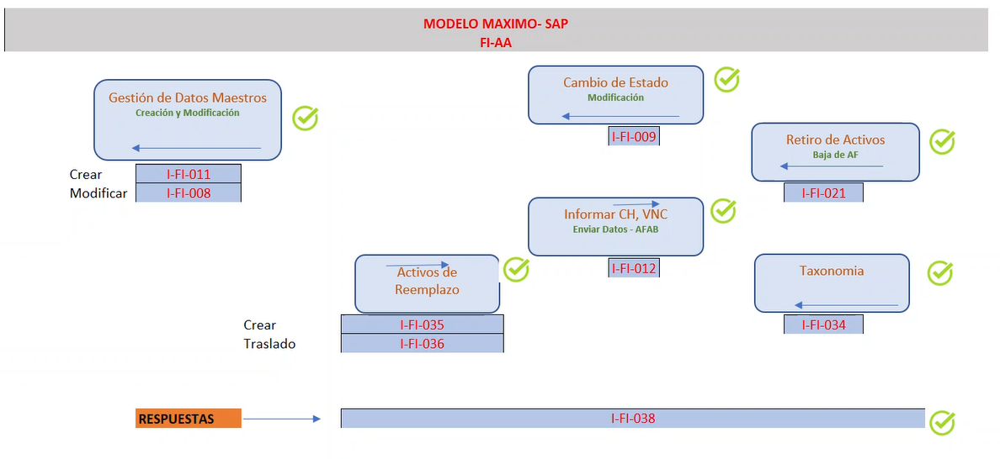 MODELO MAXIMO- SAP
FI-AA
Gestión de Datos Maestros
Creación y Modificación
Crear I-FI-011
Modificar I-FI-008
Cambio de Estado
Modificación
I-FI-009
Retiro de Activos
Baja de AF
I-FI-021
Informar CH, VNC
Enviar Datos - AFAB
I-FI-012
Activos de
Reemplazo
Crear I-FI-035
Traslado I-FI-036
Taxonomia
I-FI-034
RESPUESTAS I-FI-038